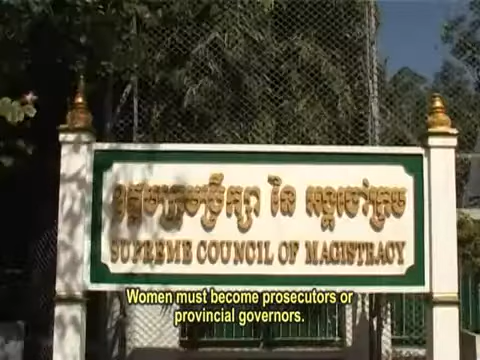 ឧត្តមក្រុមប្រឹក្សា នៃ អង្គចៅក្រម
SUPREME COUNCIL OF MAGISTRACY
Women must become prosecutors or
provincial governors.